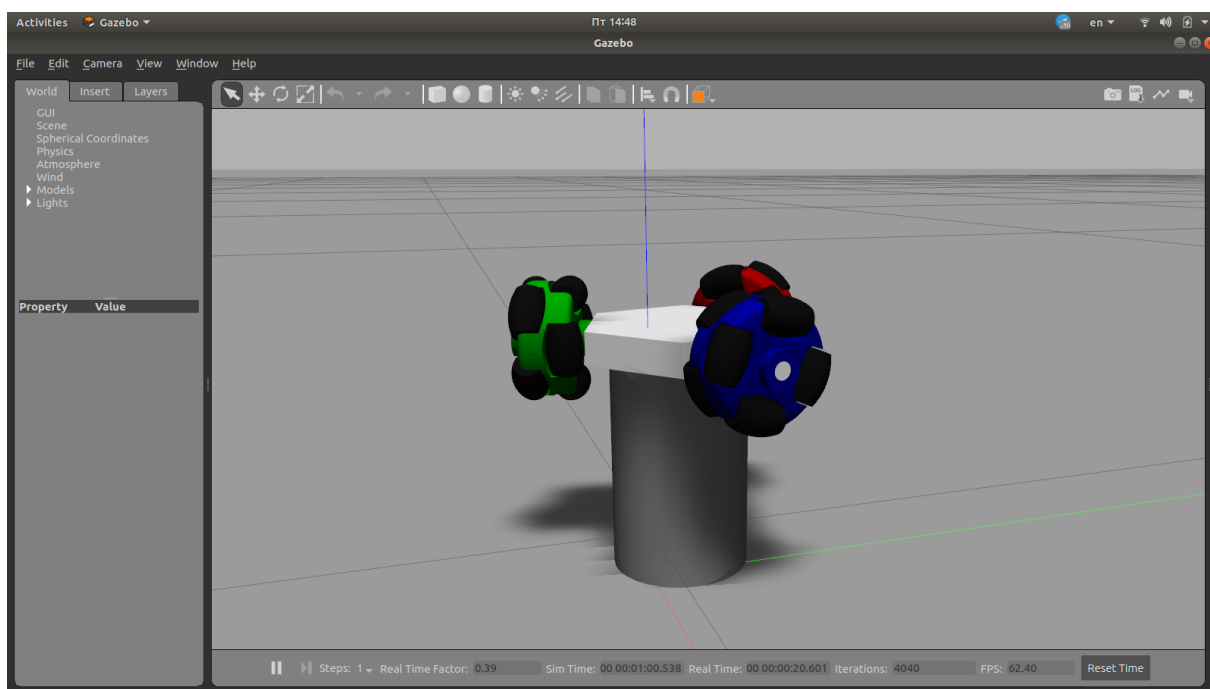 Activities Gazebo Пт 14:48 en
Gazebo
File Edit Camera View Window Help
World Insert Layers
GUI
Scene
Spherical Coordinates
Physics
Atmosphere
Wind
Models
Lights
Property Value
Steps: 1 Real Time Factor: 0.39 Sim Time: 00 00:01:00.538 Real Time: 00 00:00:20.601 Iterations: 4040 FPS: 62.40 Reset Time